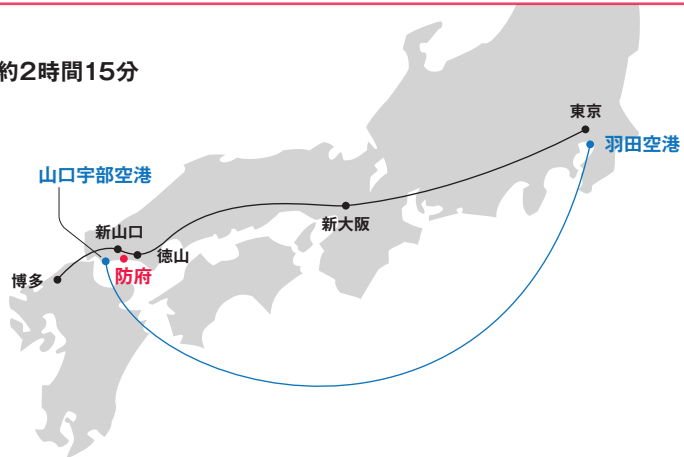 約2時間15分
東京
羽田空港
山口宇部空港
新大阪
新山口
徳山
防府
博多